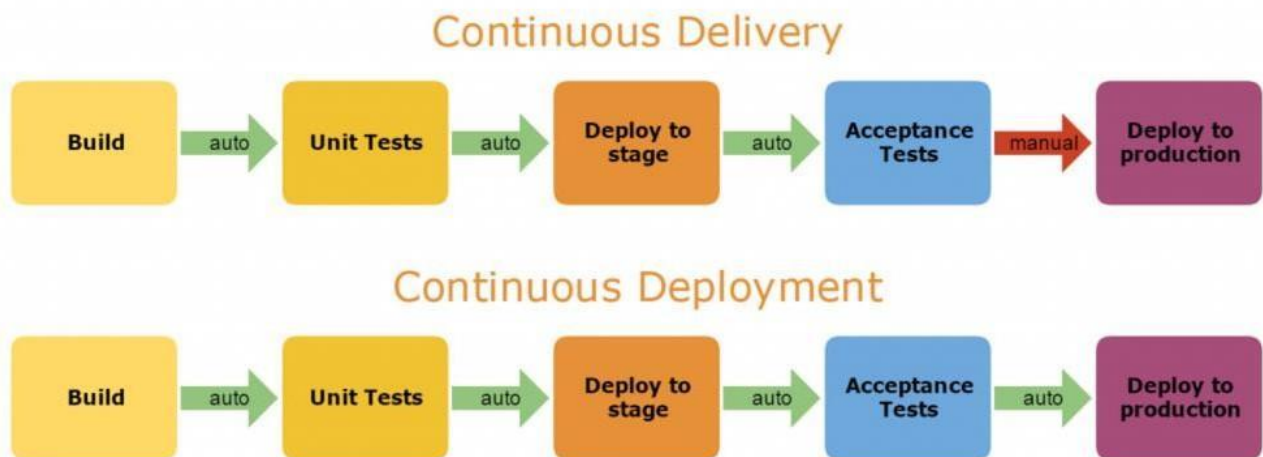 Continuous Delivery
Build
auto
Unit Tests
auto
Deploy to
stage
auto
Acceptance
Tests
manual
Deploy to
production
Continuous Deployment
Build
auto
Unit Tests
auto
Deploy to
stage
auto
Acceptance
Tests
auto
Deploy to
production